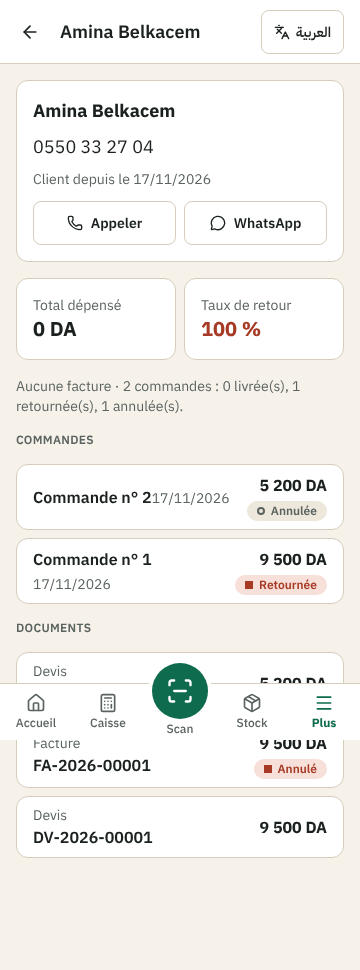 Amina Belkacem
العربية
Amina Belkacem
0550 33 27 04
Client depuis le 17/11/2026
Appeler
WhatsApp
Total dépensé
0 DA
Taux de retour
100 %
Aucune facture · 2 commandes : 0 livrée(s), 1
retournée(s), 1 annulée(s).
COMMANDES
Commande n° 2 17/11/2026
5 200 DA
Annulée
Commande n° 1
17/11/2026
9 500 DA
Retournée
DOCUMENTS
Devis
5 200 DA
Accueil
Caisse
Scan
Stock
Plus
Facture
FA-2026-00001
9 500 DA
Annulé
Devis
DV-2026-00001
9 500 DA